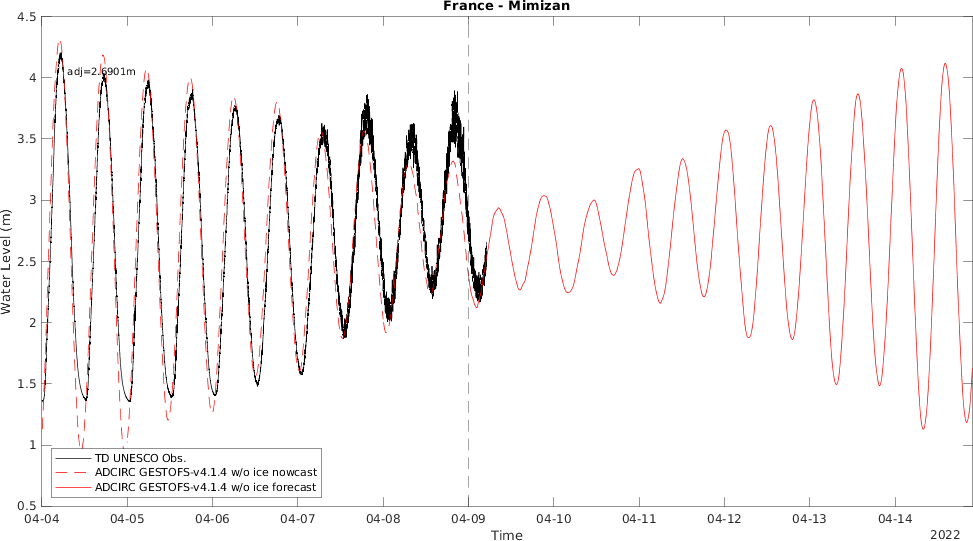 France - Mimizan
4.5
4
3.5
3
2.5
2
1.5
1
0.5
Water Level (m)
adj=2.6901m
TD UNESCO Obs.
ADCIRC GESTOFS-v4.1.4 w/o ice nowcast
ADCIRC GESTOFS-v4.1.4 w/o ice forecast
04-04 04-05 04-06 04-07 04-08 04-09 04-10 04-11 04-12 04-13 04-14
Time
2022